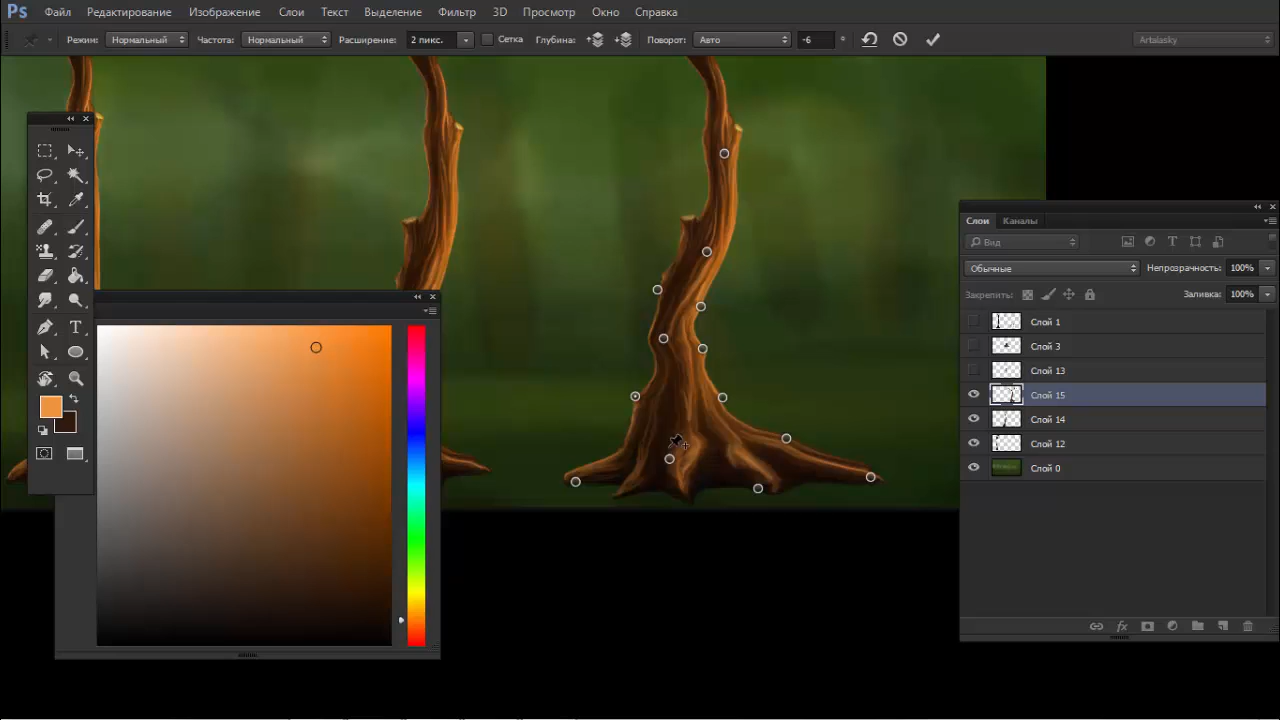 Ps Файл Редактирование Изображение Слои Текст Выделение Фильтр 3D Просмотр Окно Справка
Режим: Нормальный Частота: Нормальный Расширение: 2 пикс. Сетка Глубина: Поворот: Авто -6 ° Artalasky
Слои Каналы
Вид
Обычные Непрозрачность: 100%
Закрепить: Заливка: 100%
Слой 1
Слой 3
Слой 13
Слой 15
Слой 14
Слой 12
Слой 0